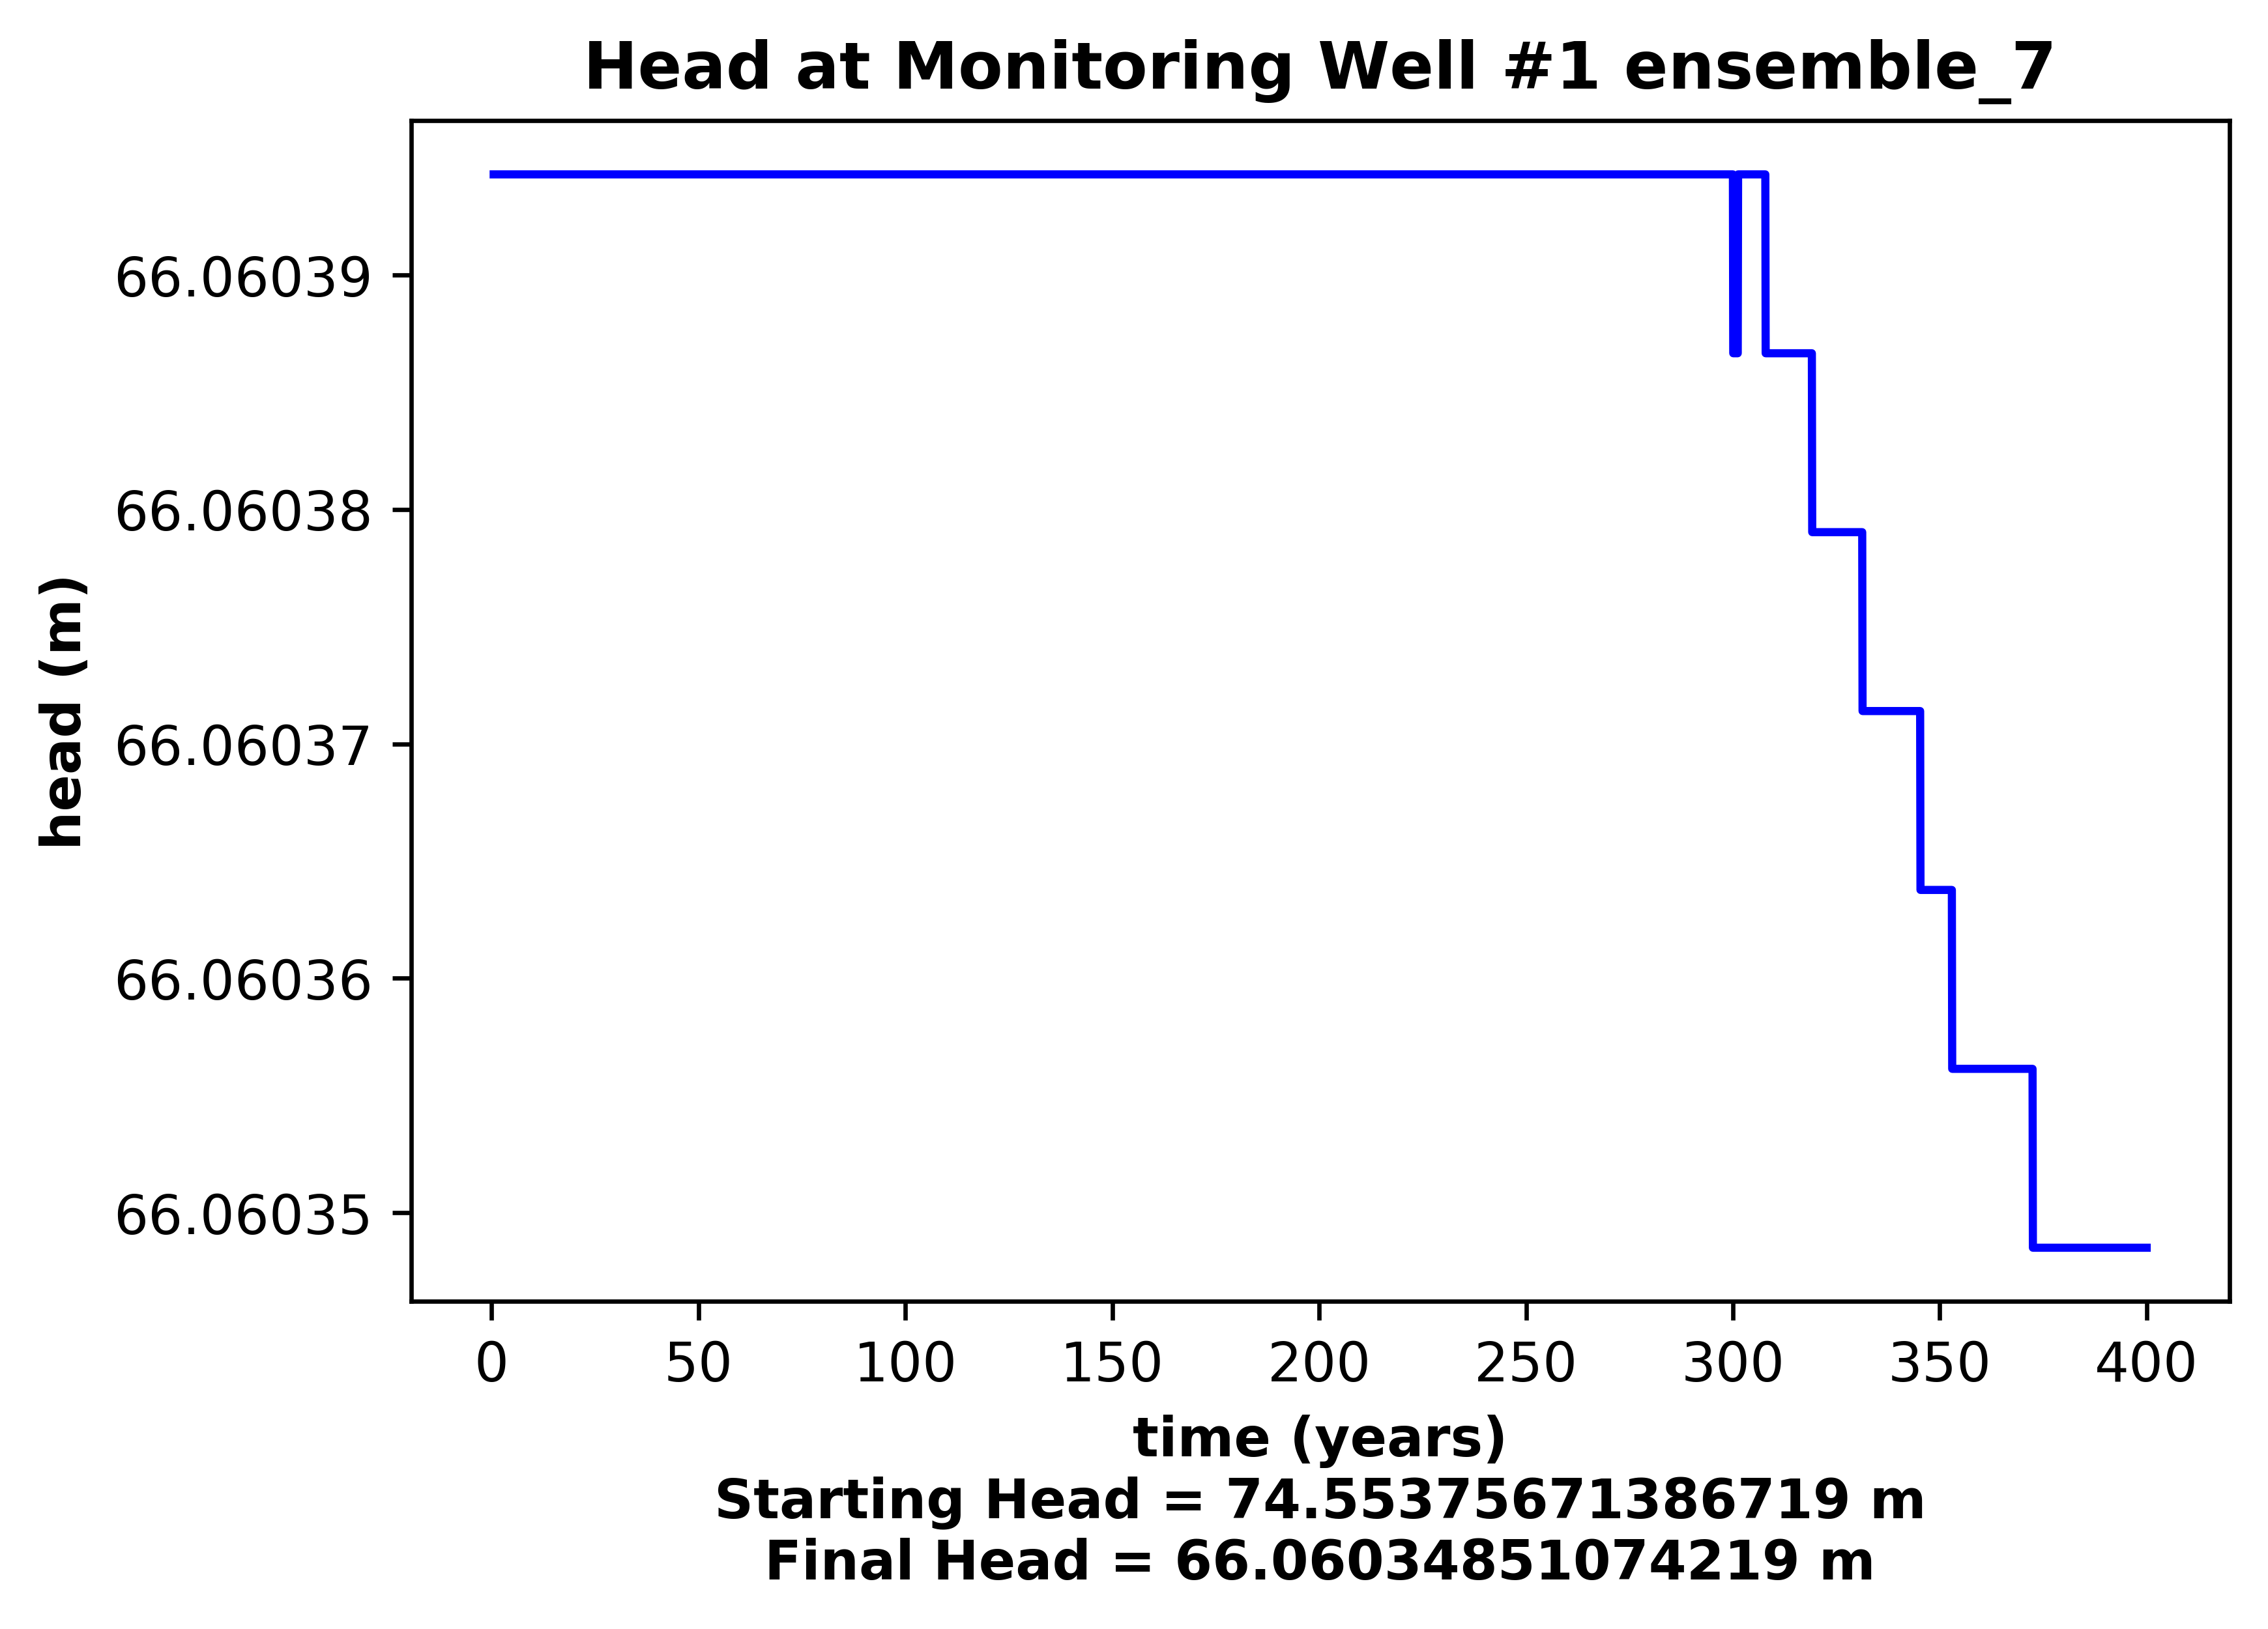 Head at Monitoring Well #1 ensemble_7
head (m)
66.06039
66.06038
66.06037
66.06036
66.06035
0 50 100 150 200 250 300 350 400
time (years)
Starting Head = 74.55375671386719 m
Final Head = 66.06034851074219 m